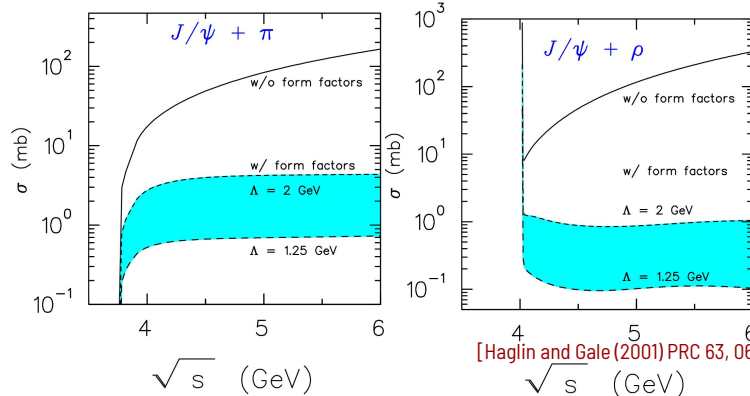 J/ψ + π
w/o form factors
w/ form factors
Λ = 2 GeV
Λ = 1.25 GeV
σ (mb)
10²
10¹
10⁰
10⁻¹
4 5 6
√s (GeV)
J/ψ + ρ
w/o form factors
w/ form factors
Λ = 2 GeV
Λ = 1.25 GeV
σ (mb)
10³
10²
10¹
10⁰
10⁻¹
4 5 6
[Haglin and Gale (2001) PRC 63, 06
√s (GeV)